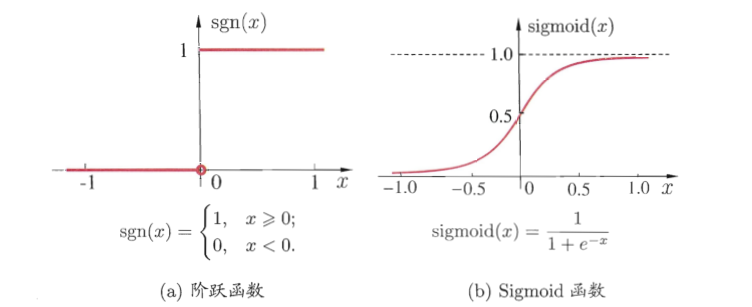 sgn(x)
1
-1
0
1
x
sgn(x) = {1, x ⩾ 0;
0, x < 0.
(a) 阶跃函数
sigmoid(x)
1.0
0.5
-1.0
-0.5
0
0.5
1.0
x
sigmoid(x) = 1 / (1 + e^{-x})
(b) Sigmoid 函数